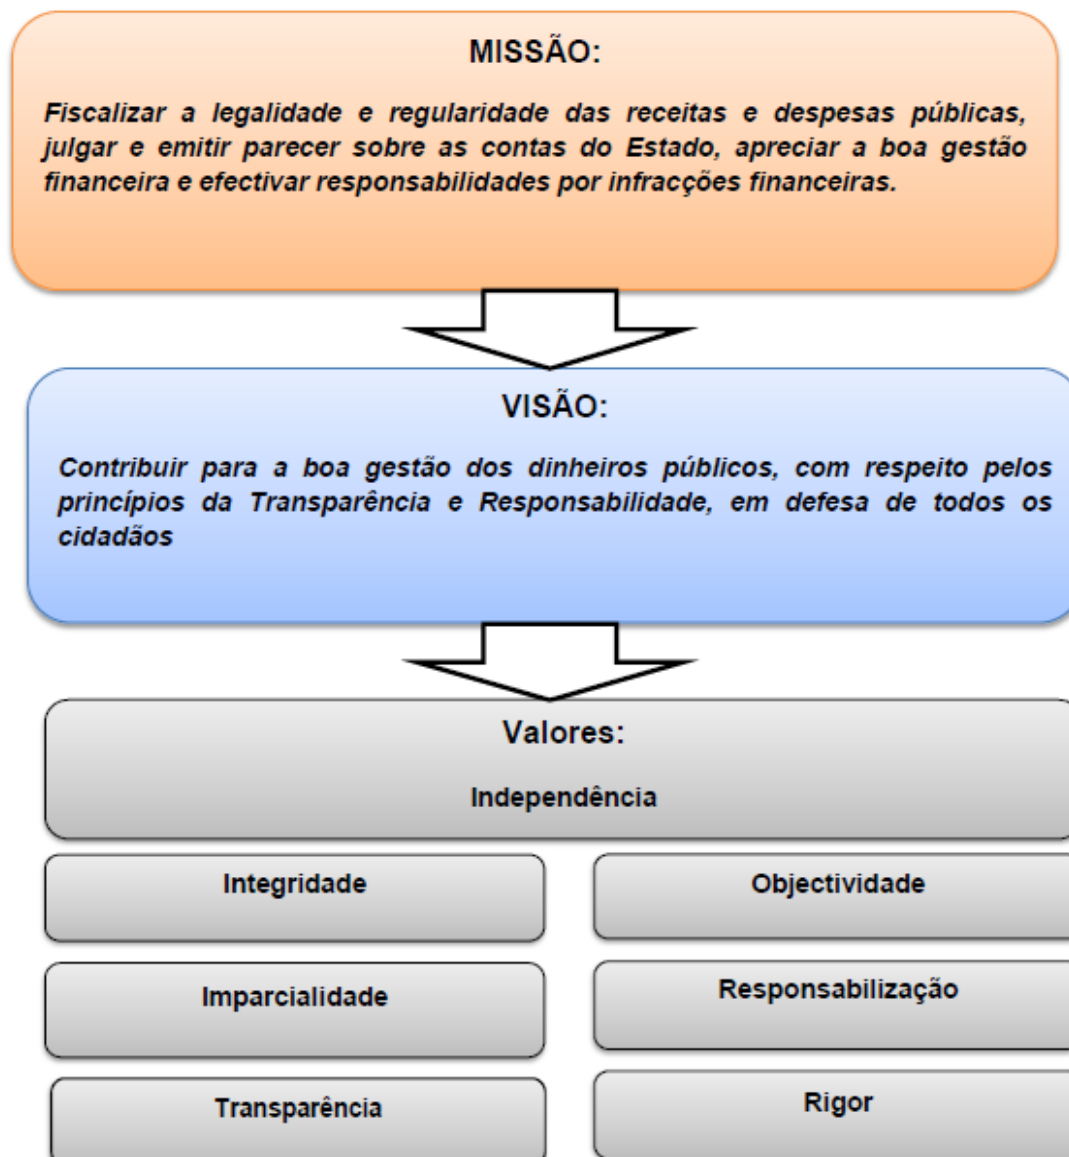 MISSÃO:
Fiscalizar a legalidade e regularidade das receitas e despesas públicas,
julgar e emitir parecer sobre as contas do Estado, apreciar a boa gestão
financeira e efectivar responsabilidades por infracções financeiras.
VISÃO:
Contribuir para a boa gestão dos dinheiros públicos, com respeito pelos
princípios da Transparência e Responsabilidade, em defesa de todos os
cidadãos
Valores:
Independência
Integridade
Objectividade
Imparcialidade
Responsabilização
Transparência
Rigor